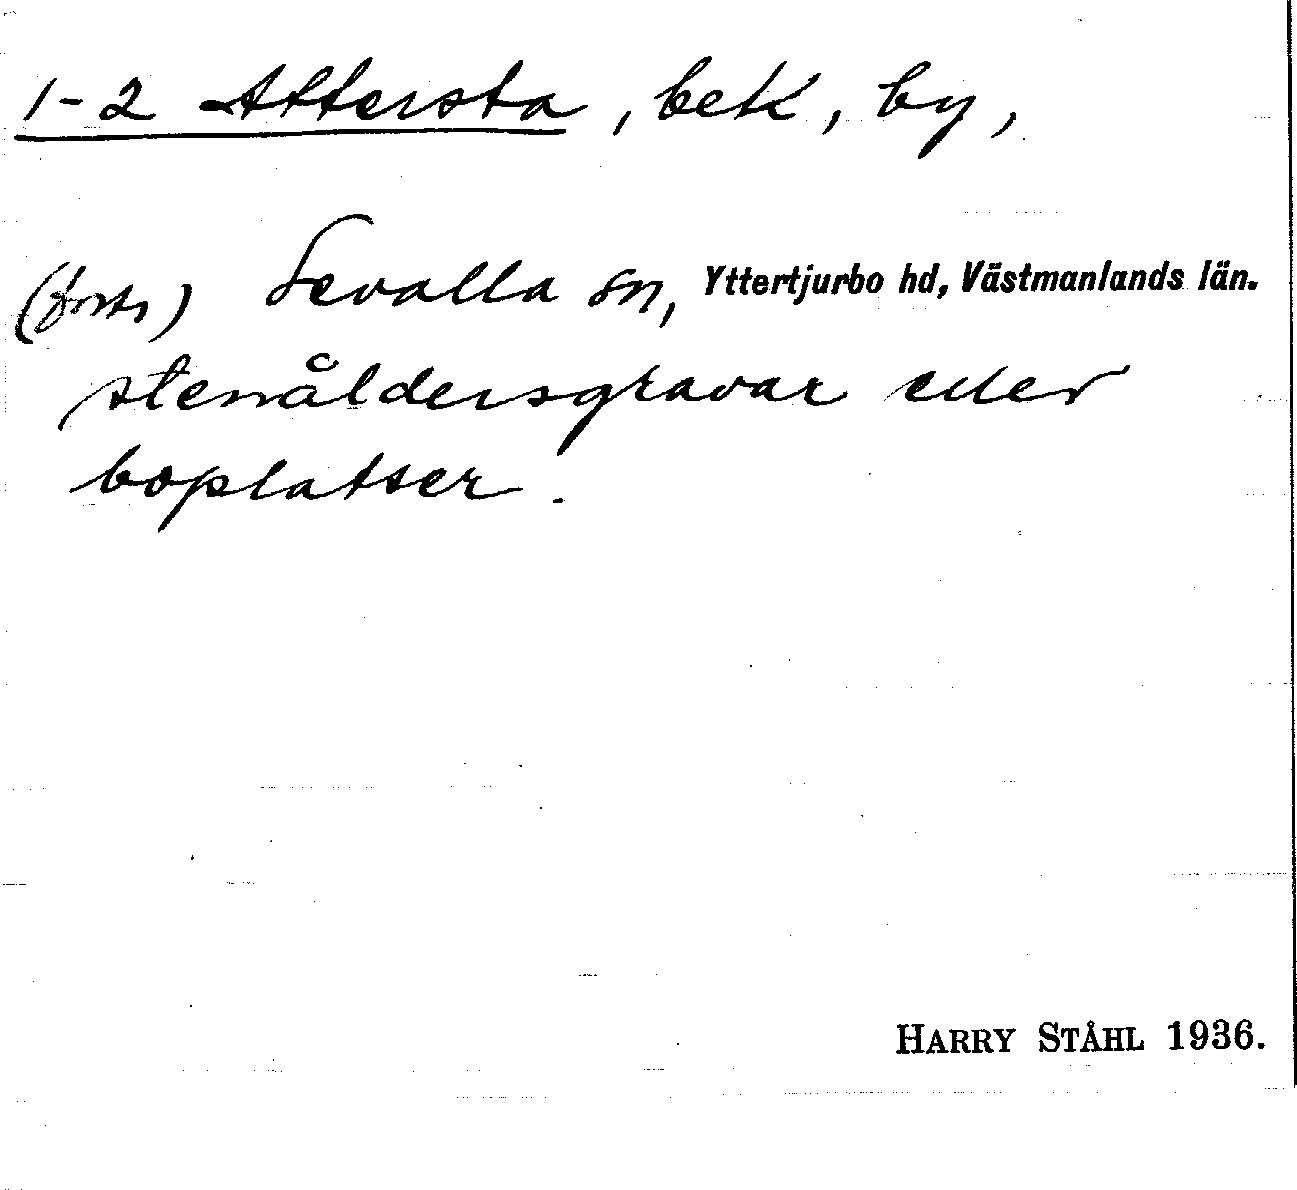 1-2 Attersta, bek, by,
(forts) Sevalla sn, Yttertjurbo hd, Västmanlands län.
stenåldersgravar eller
boplatser.
HARRY STÅHL 1936.